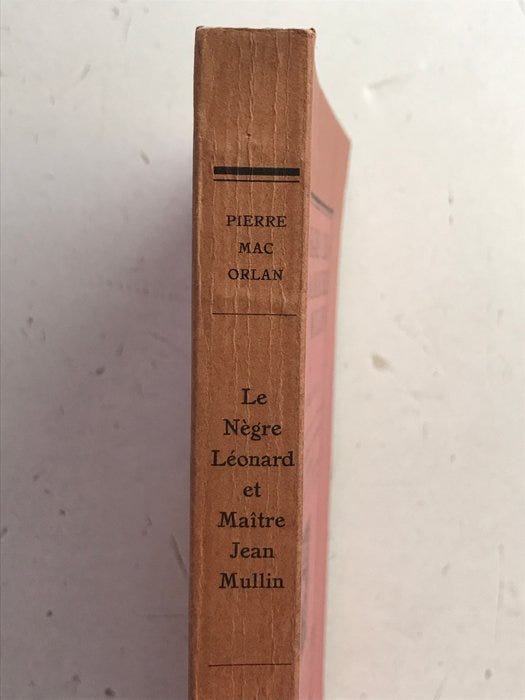 PIERRE
MAC
ORLAN
Le
Nègre
Léonard
et
Maître
Jean
Mullin